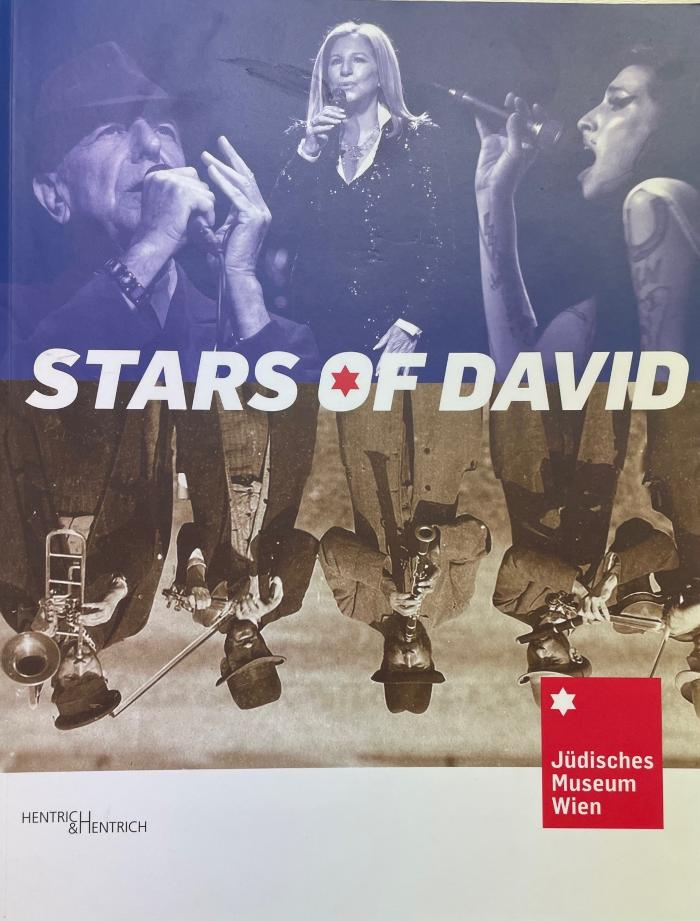 STARS OF DAVID
Jüdisches
Museum
Wien
HENTRICH
&HENTRICH